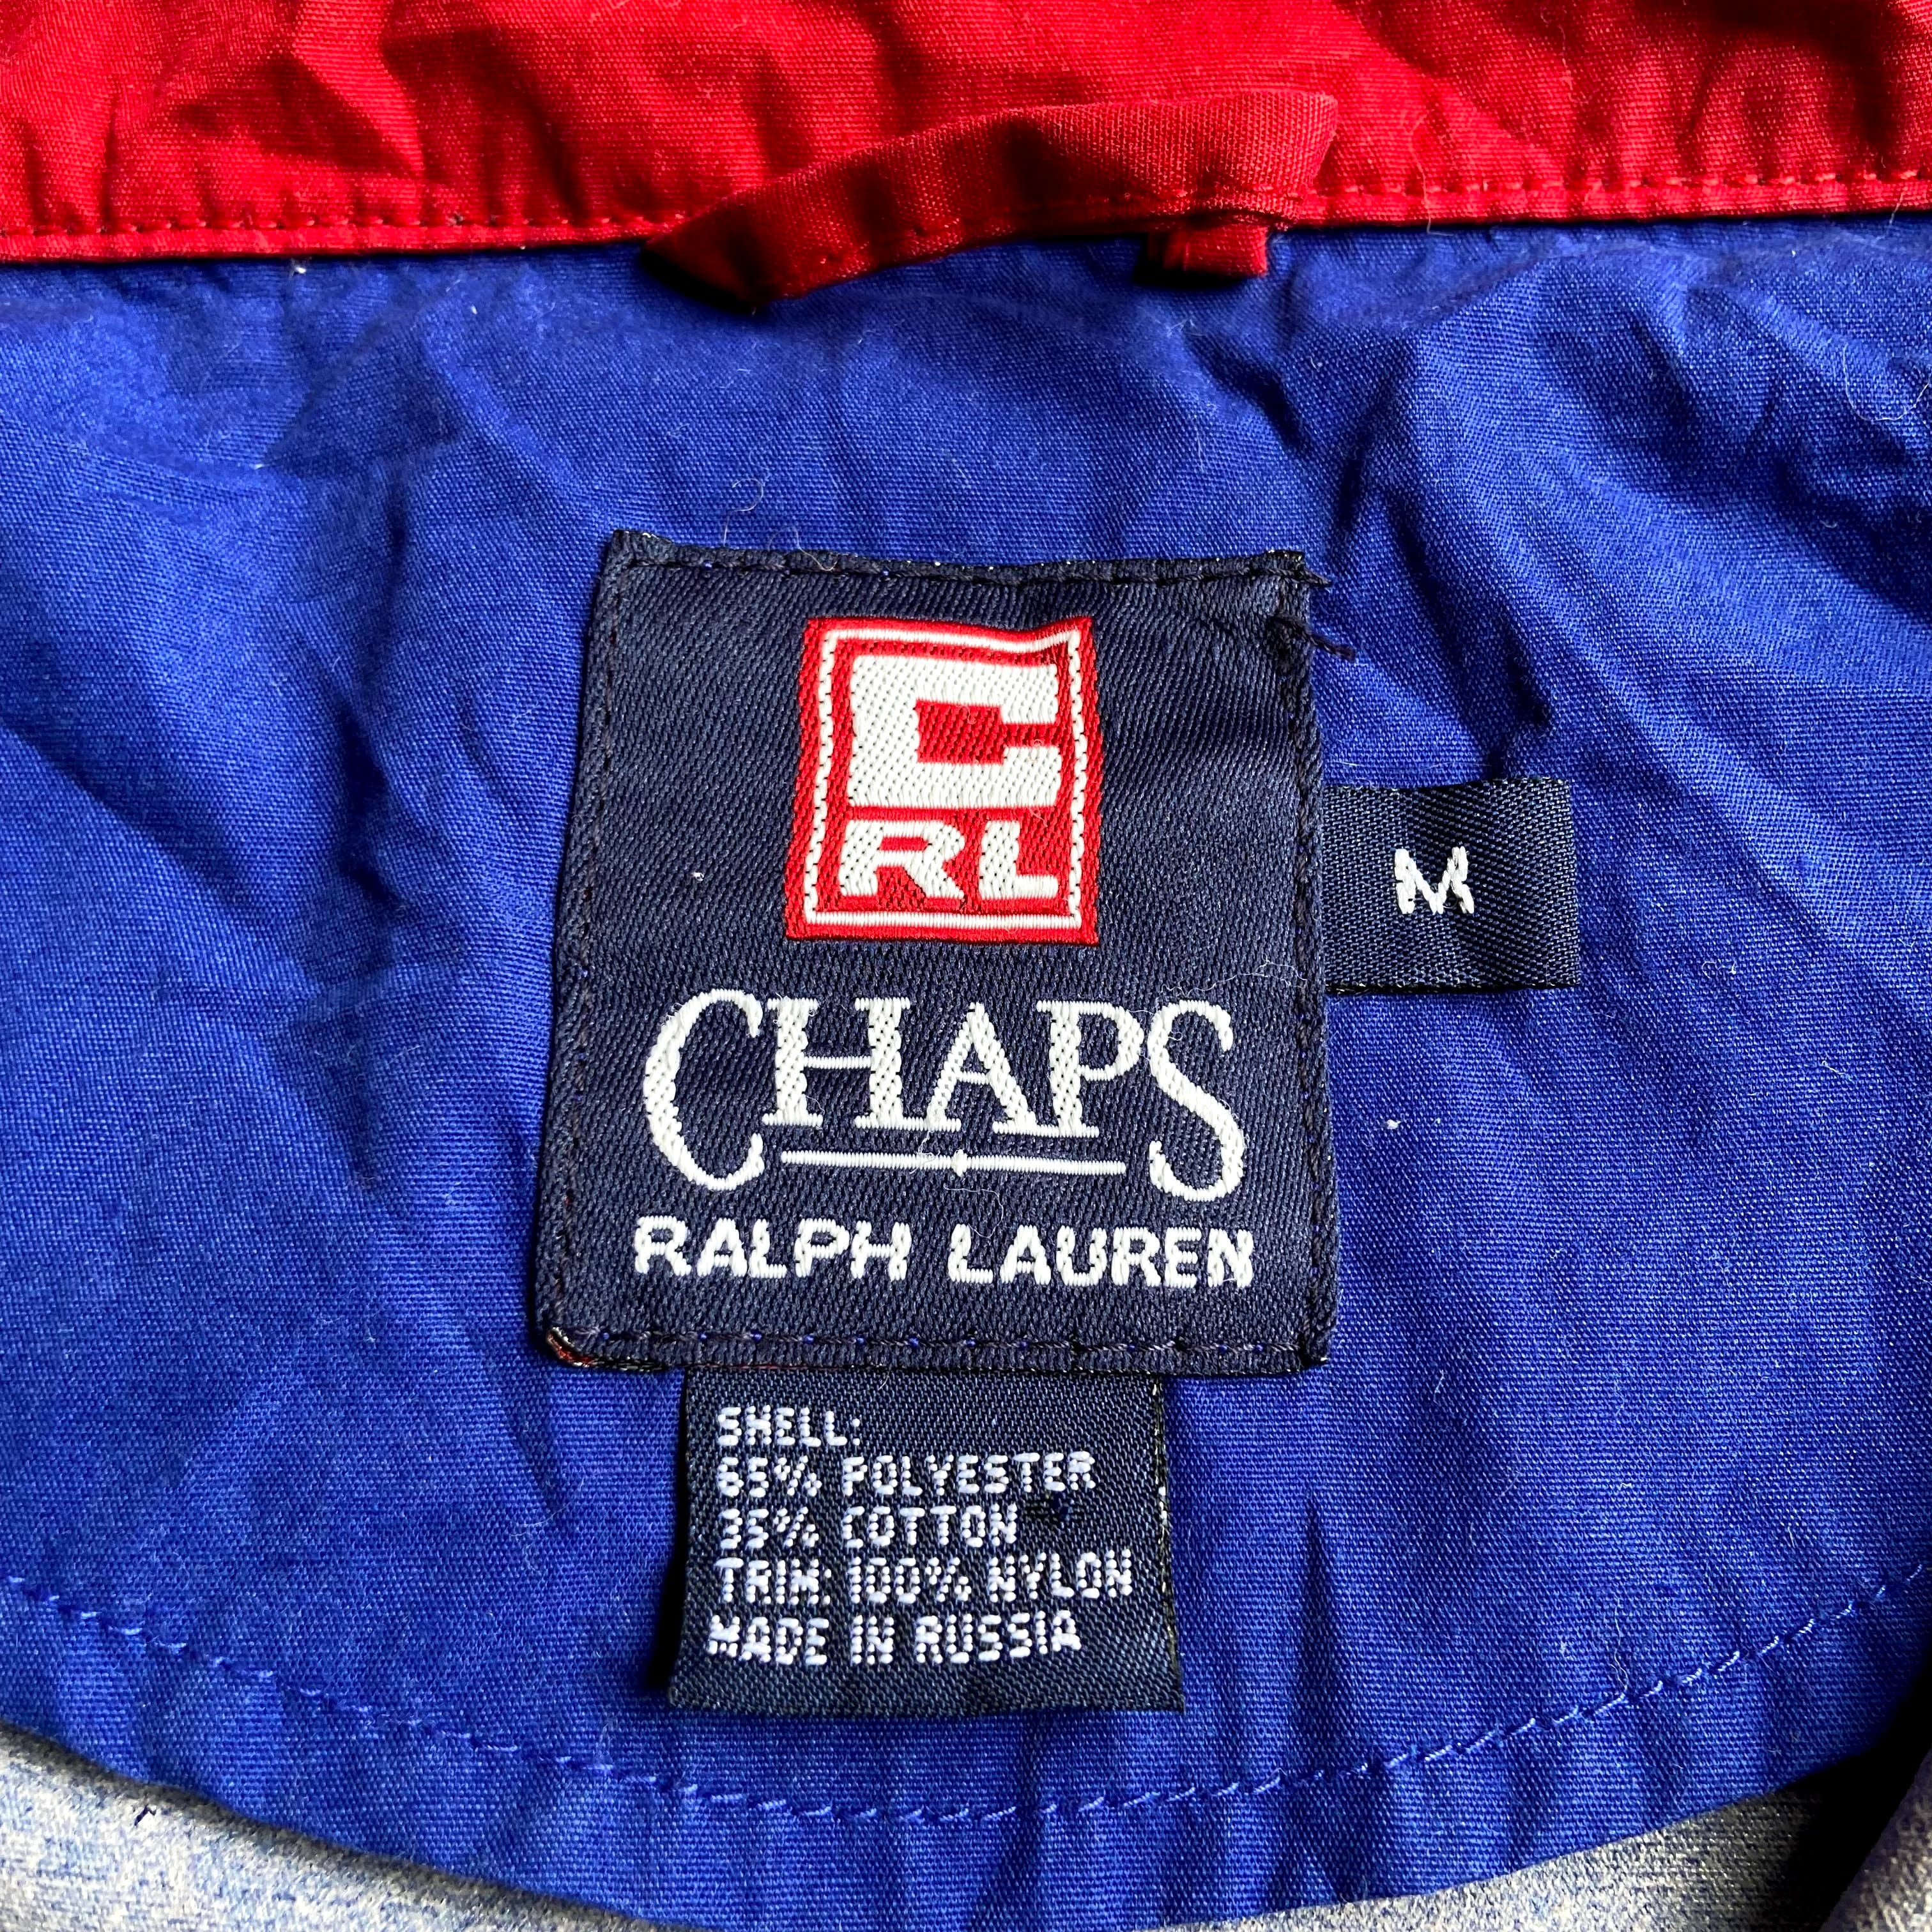 C
RL
CHAPS
RALPH LAUREN
M
SHELL:
65% POLYESTER
35% COTTON
TRIM: 100% NYLON
MADE IN RUSSIA